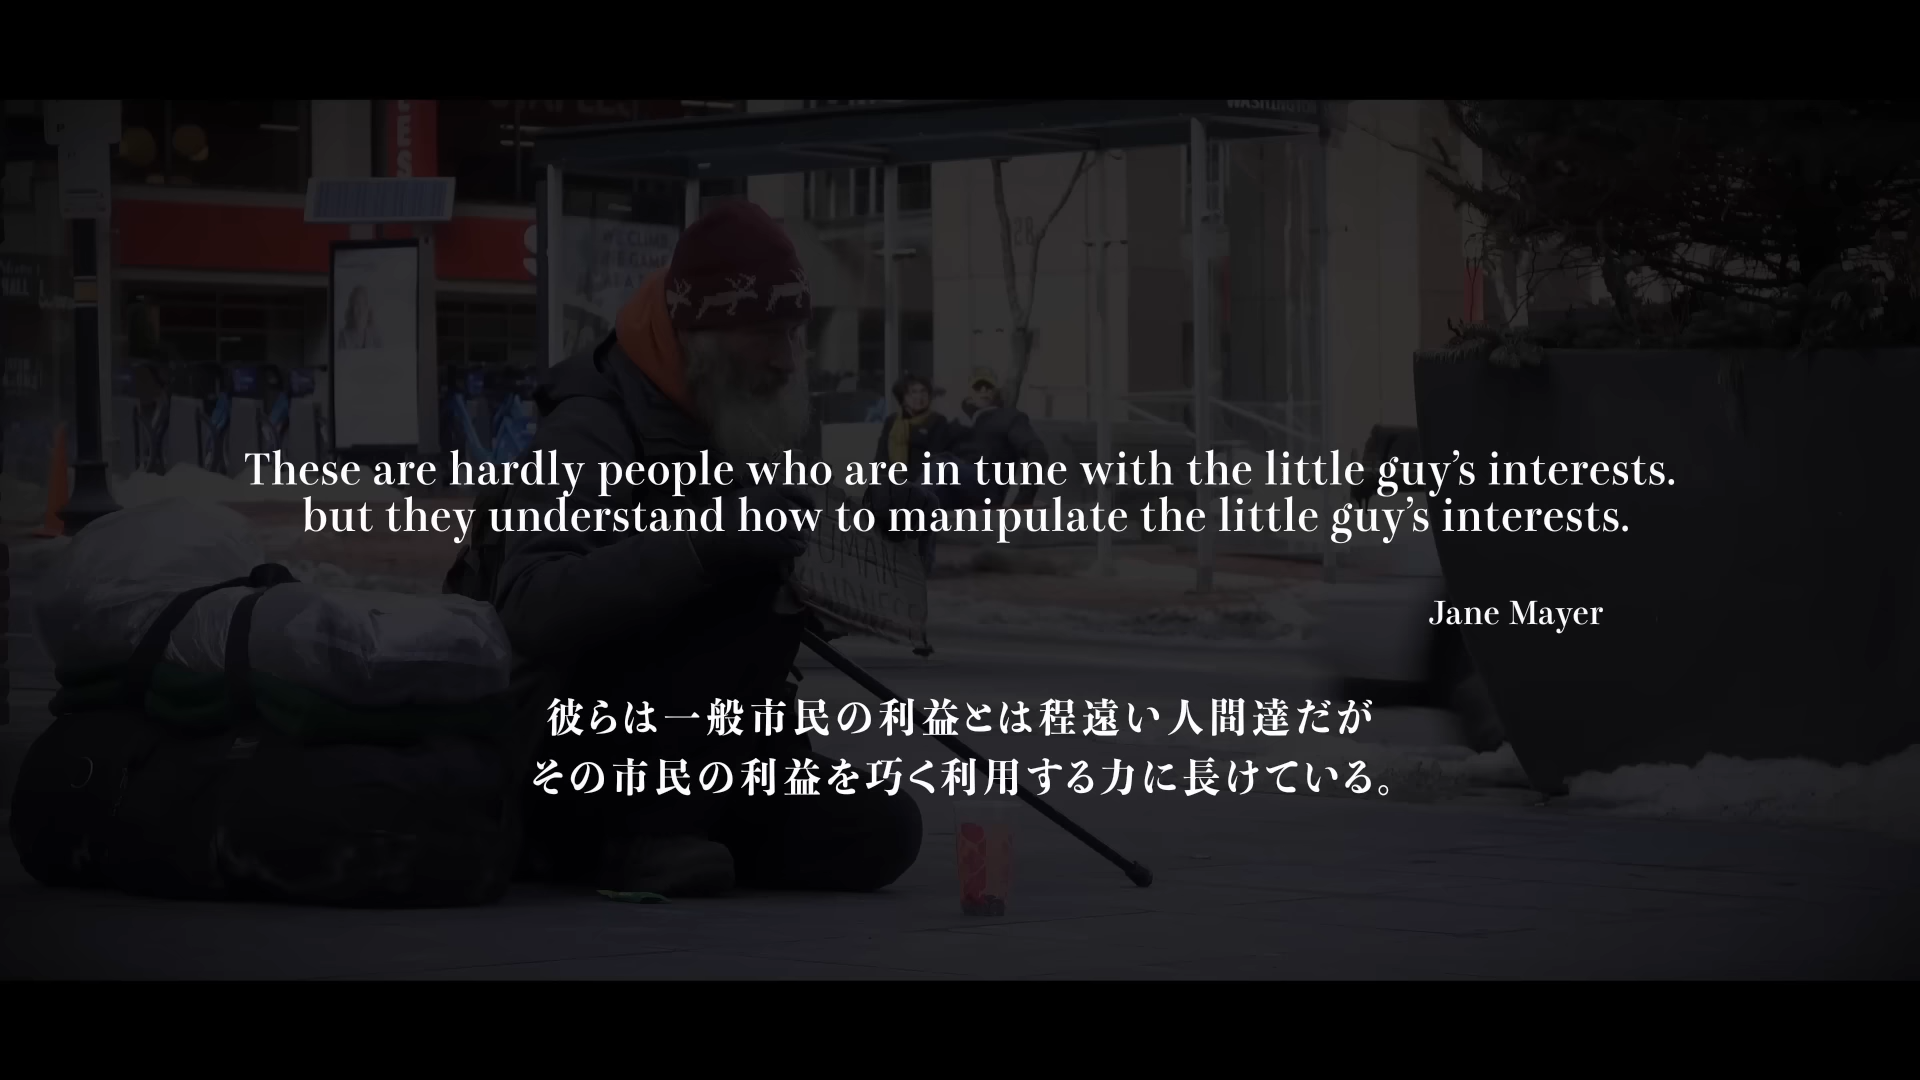 WASHINGTON
These are hardly people who are in tune with the little guy’s interests.
but they understand how to manipulate the little guy’s interests.
Jane Mayer
彼らは一般市民の利益とは程遠い人間達だが
その市民の利益を巧く利用する力に長けている。